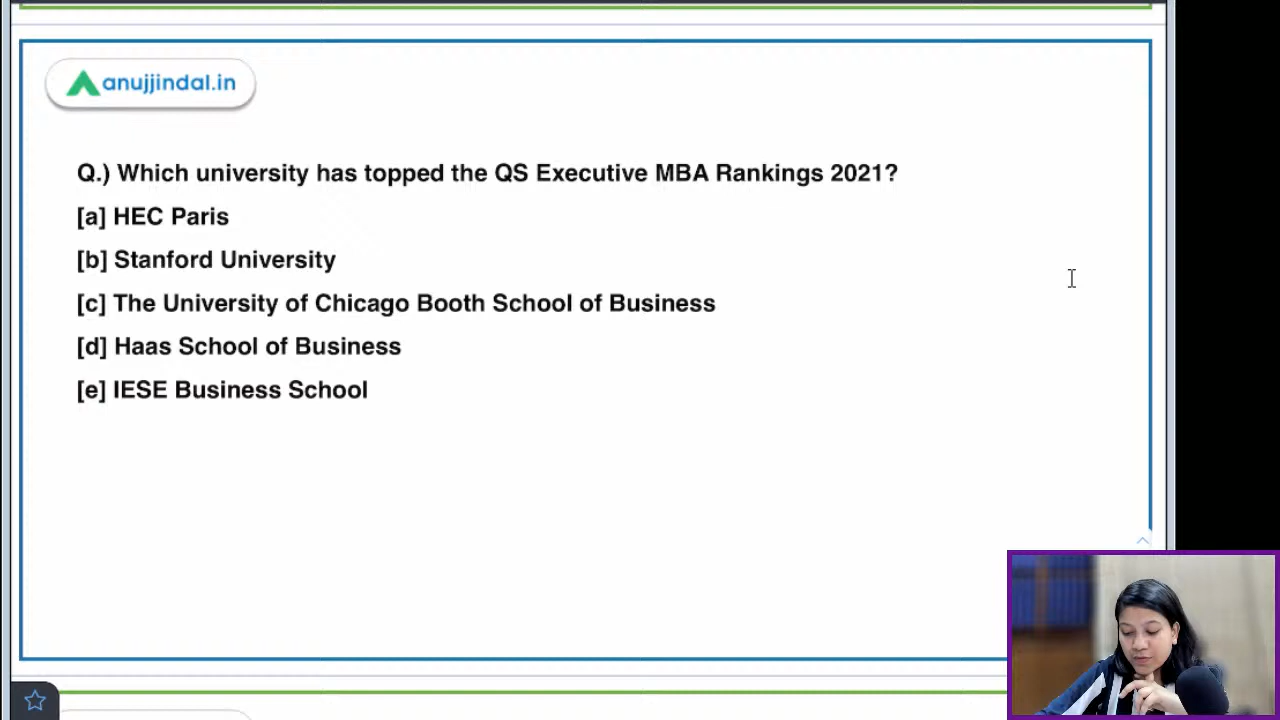 anujjindal.in
Q.) Which university has topped the QS Executive MBA Rankings 2021?
[a] HEC Paris
[b] Stanford University
[c] The University of Chicago Booth School of Business
[d] Haas School of Business
[e] IESE Business School